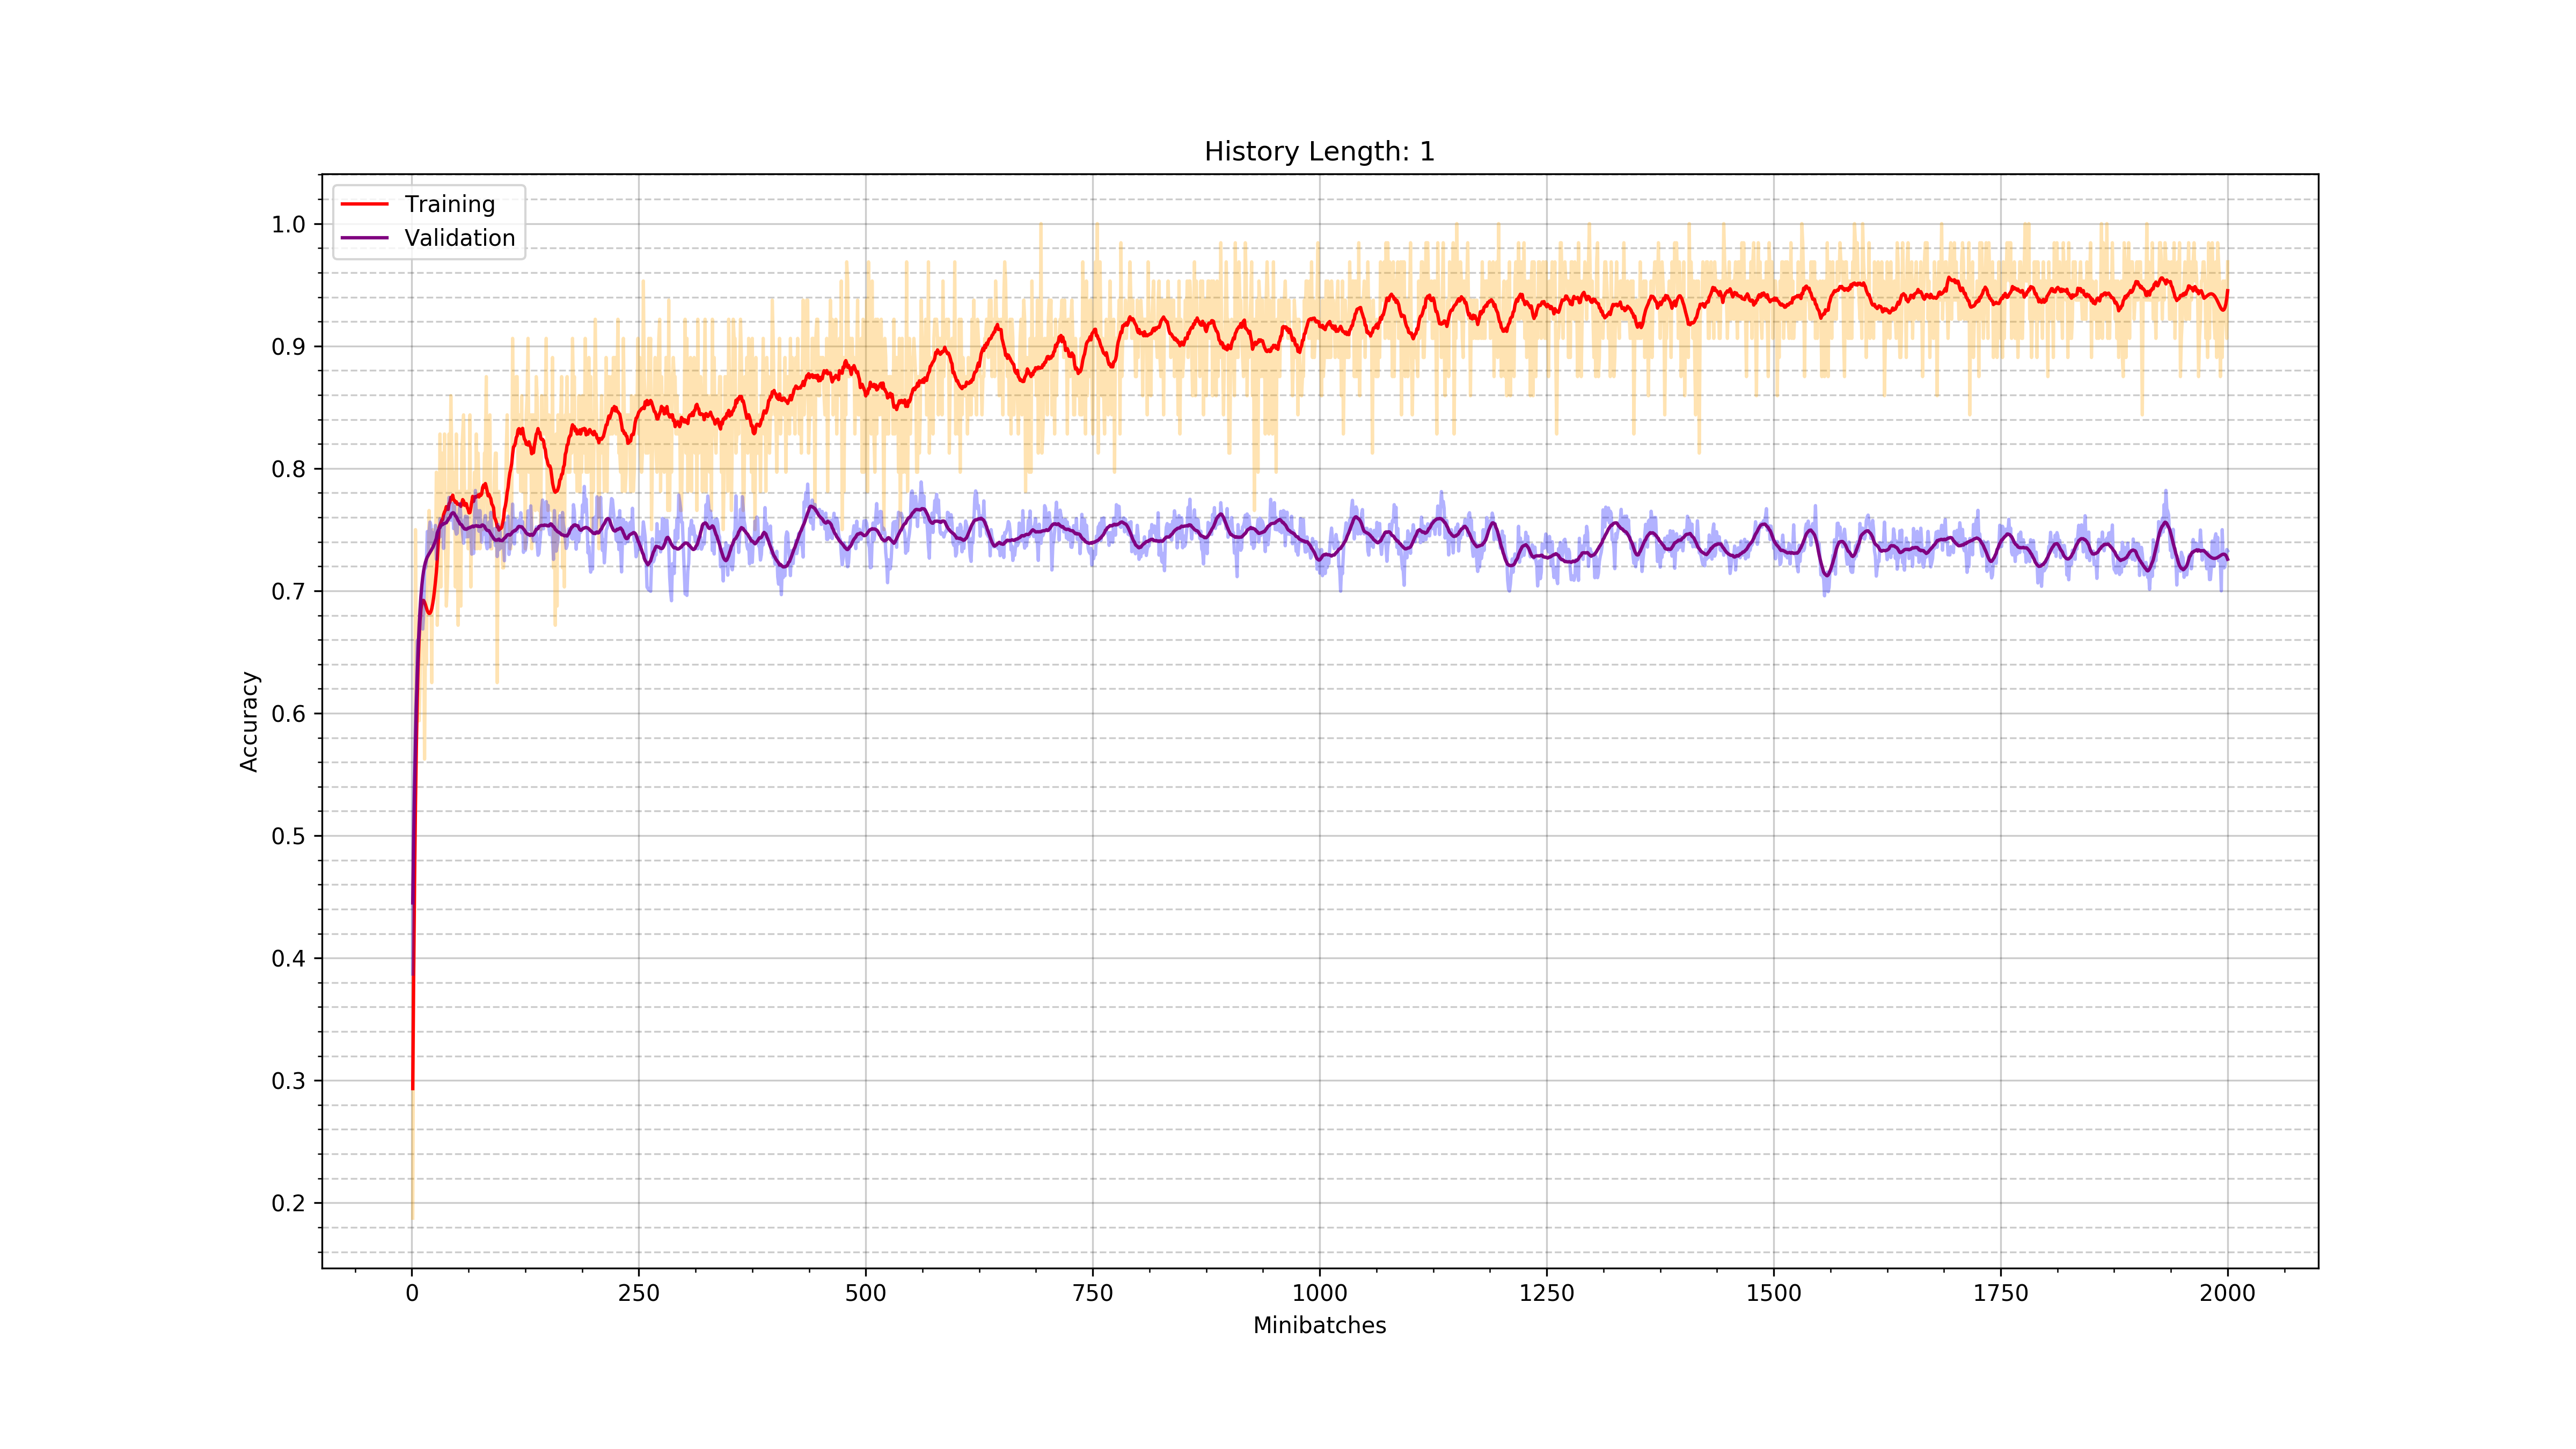 History Length: 1
Training
Validation
1.0
0.9
0.8
0.7
0.6
0.5
0.4
0.3
0.2
Accuracy
0 250 500 750 1000 1250 1500 1750 2000
Minibatches